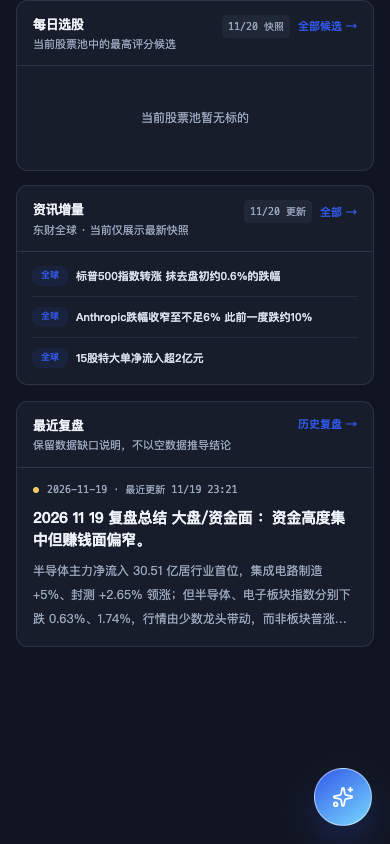 每日选股
11/20 快照
全部候选 →
当前股票池中的最高评分候选
当前股票池暂无标的
资讯增量
11/20 更新
全部 →
东财全球 · 当前仅展示最新快照
全球 标普500指数转涨 抹去盘初约0.6%的跌幅
全球 Anthropic跌幅收窄至不足6% 此前一度跌约10%
全球 15股特大单净流入超2亿元
最近复盘
历史复盘 →
保留数据缺口说明，不以空数据推导结论
2026-11-19 · 最近更新 11/19 23:21
2026 11 19 复盘总结 大盘/资金面 ：资金高度集
中但赚钱面偏窄。
半导体主力净流入 30.51 亿居行业首位，集成电路制造
+5%、封测 +2.65% 领涨；但半导体、电子板块指数分别下
跌 0.63%、1.74%，行情由少数龙头带动，而非板块普涨...